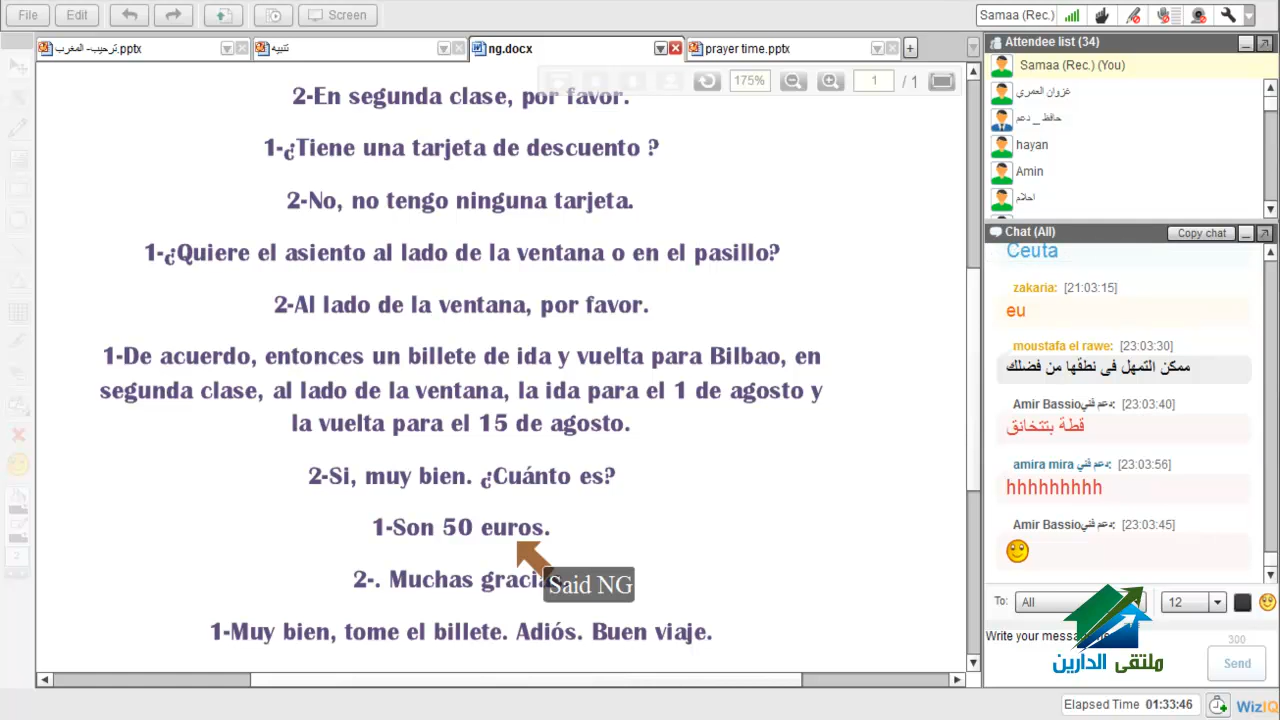 File
Edit
Screen
Samaa (Rec.)
ترحيب- المغرب.pptx
تنبيه
ng.docx
prayer time.pptx
175%
1
/ 1
2-En segunda clase, por favor.
1-¿Tiene una tarjeta de descuento ?
2-No, no tengo ninguna tarjeta.
1-¿Quiere el asiento al lado de la ventana o en el pasillo?
2-Al lado de la ventana, por favor.
1-De acuerdo, entonces un billete de ida y vuelta para Bilbao, en
segunda clase, al lado de la ventana, la ida para el 1 de agosto y
la vuelta para el 15 de agosto.
2-Si, muy bien. ¿Cuánto es?
1-Son 50 euros.
2-. Muchas
Said NG
1-Muy bien, tome el billete. Adiós. Buen viaje.
Attendee list (34)
Samaa (Rec.) (You)
غزوان العمري
حافظ _ دعم
hayan
Amin
احلام
Chat (All)
Copy chat
Ceuta
zakaria: [21:03:15]
eu
moustafa el rawe: [23:03:30]
ممكن التمهل فى نطقها من فضلك
Amir Bassioدعم فني: [23:03:40]
قطة بتتخانق
amira mira دعم فني: [23:03:56]
hhhhhhhhh
Amir Bassioدعم فني: [23:03:45]
To:
All
12
Write your mess
300
Send
ملتقى الدارين
Elapsed Time 01:33:46
WizIQ